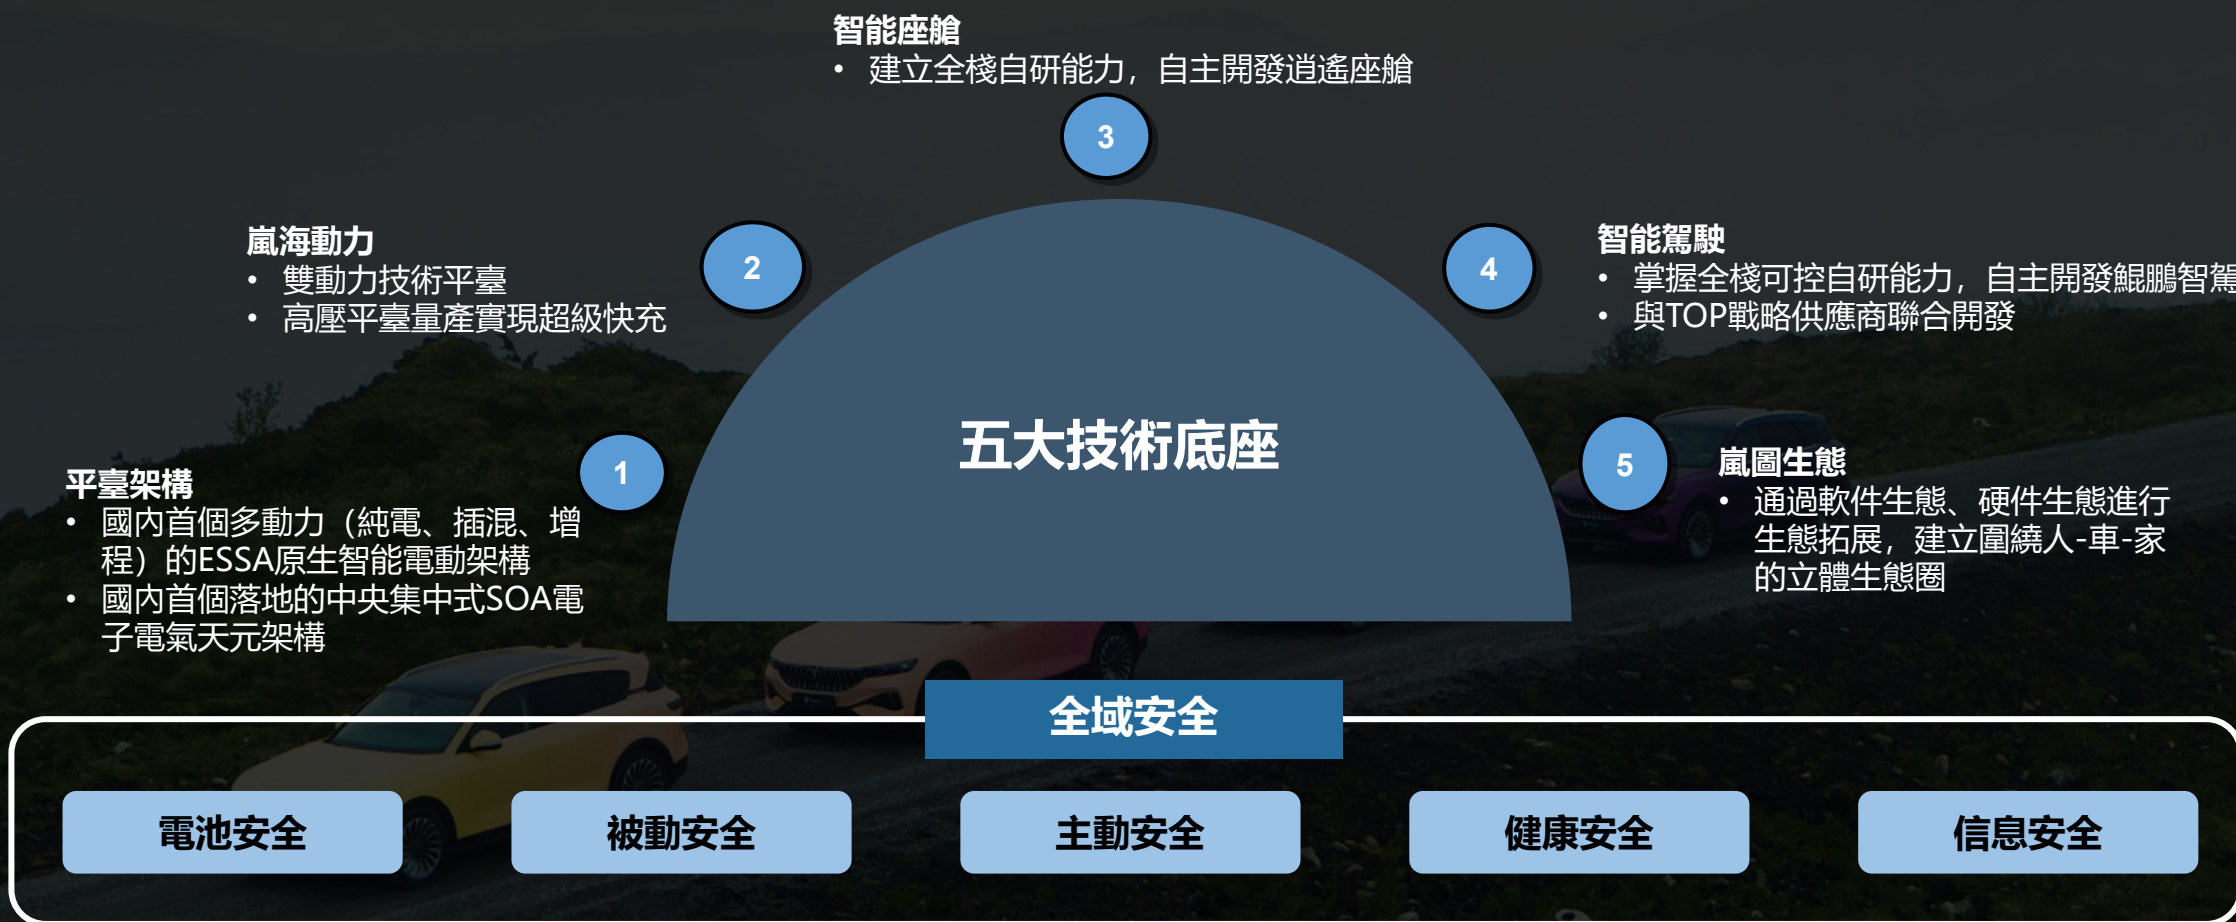 智能座艙
• 建立全棧自研能力，自主開發逍遙座艙
3
嵐海動力
• 雙動力技術平臺
• 高壓平臺量產實現超級快充
2
4
智能駕駛
• 掌握全棧可控自研能力，自主開發鯤鵬智駕
• 與TOP戰略供應商聯合開發
五大技術底座
平臺架構
• 國內首個多動力（純電、插混、增
程）的ESSA原生智能電動架構
• 國內首個落地的中央集中式SOA電
子電氣天元架構
1
5
嵐圖生態
• 通過軟件生態、硬件生態進行
生態拓展，建立圍繞人-車-家
的立體生態圈
全域安全
電池安全
被動安全
主動安全
健康安全
信息安全